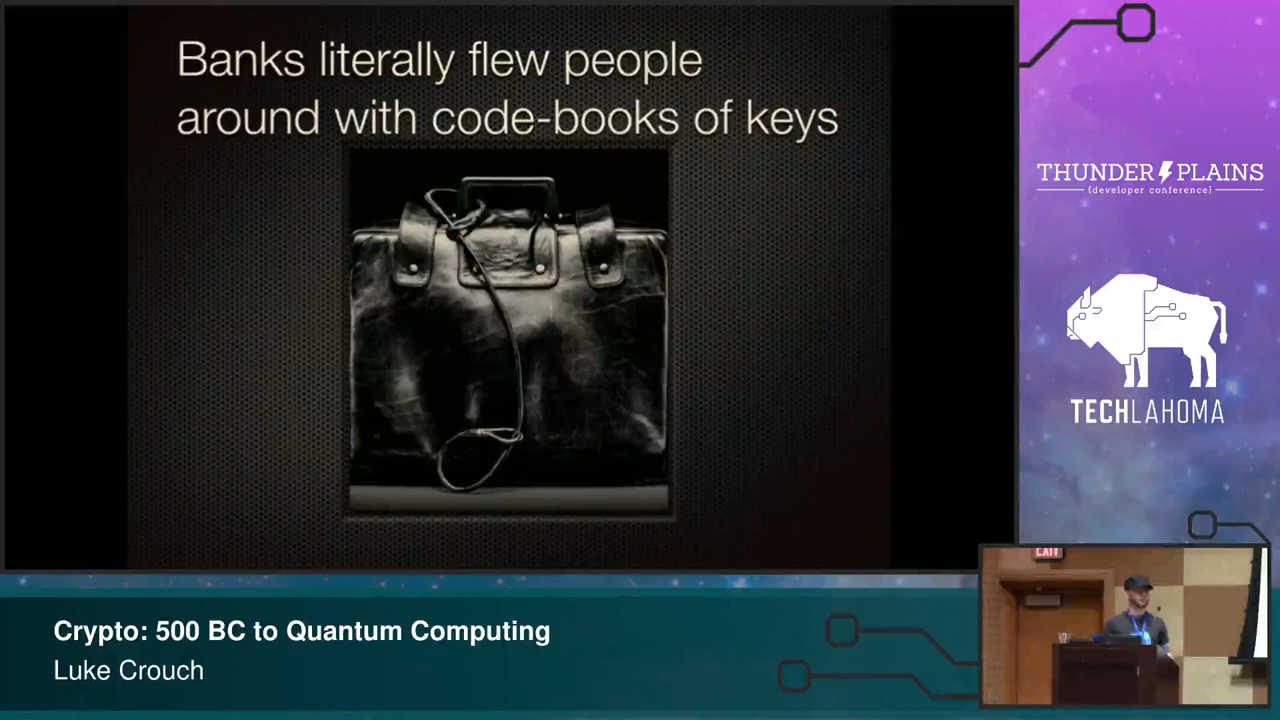 Banks literally flew people
around with code-books of keys
THUNDER PLAINS
{developer conference}
TECHLAHOMA
EXIT
Crypto: 500 BC to Quantum Computing
Luke Crouch